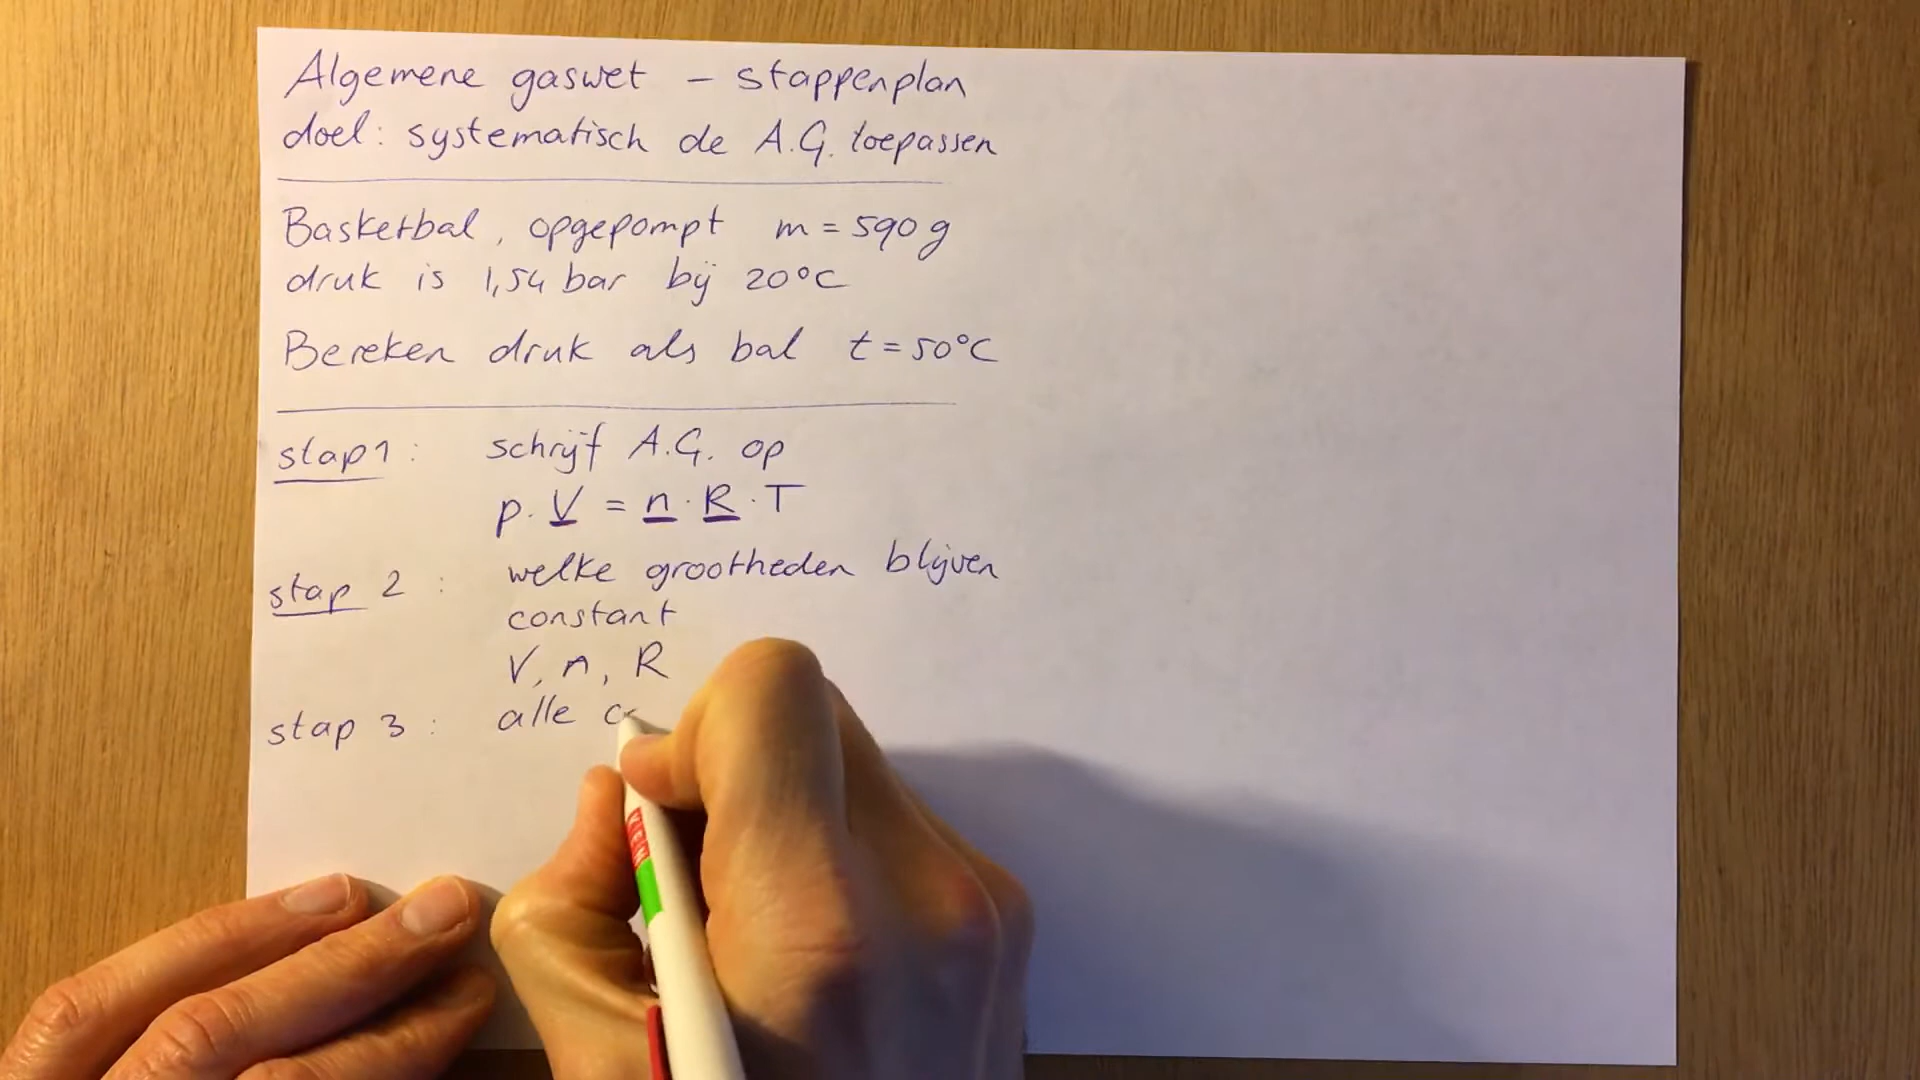 Algemene gaswet – stappenplan
doel: systematisch de A.G. toepassen
Basketbal, opgepompt m = 590 g
druk is 1,54 bar bij 20°C
Bereken druk als bal t = 50°C
stap 1 : schrijf A.G. op
p · V = n · R · T
stap 2 : welke grootheden blijven
constant
V, n, R
stap 3 : alle